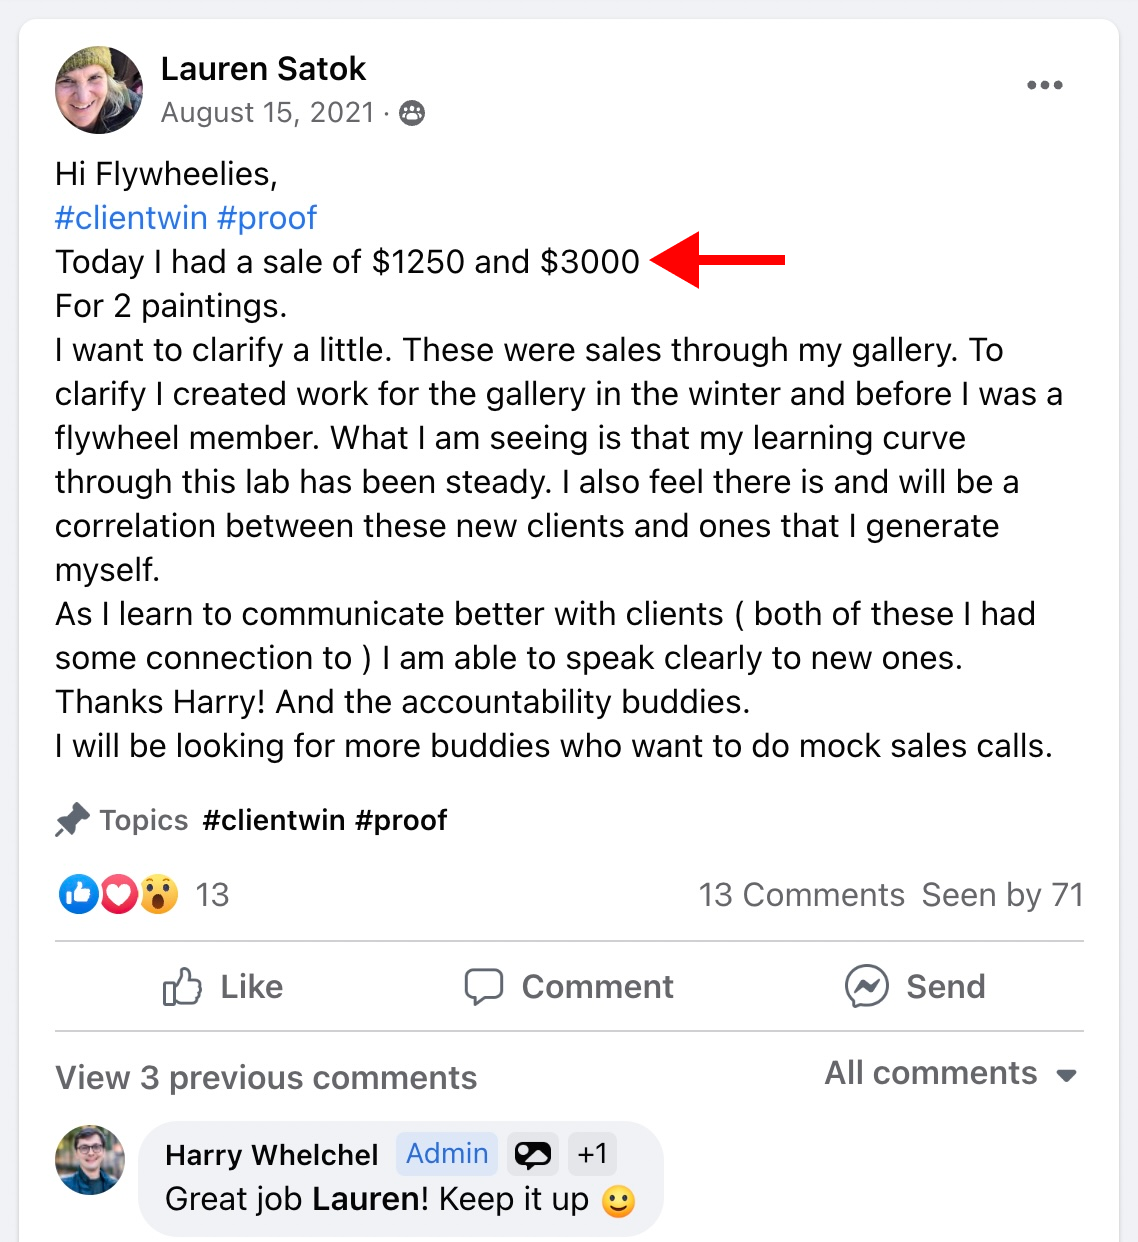 Lauren Satok
August 15, 2021 ·
Hi Flywheelies,
#clientwin #proof
Today I had a sale of $1250 and $3000
For 2 paintings.
I want to clarify a little. These were sales through my gallery. To
clarify I created work for the gallery in the winter and before I was a
flywheel member. What I am seeing is that my learning curve
through this lab has been steady. I also feel there is and will be a
correlation between these new clients and ones that I generate
myself.
As I learn to communicate better with clients ( both of these I had
some connection to ) I am able to speak clearly to new ones.
Thanks Harry! And the accountability buddies.
I will be looking for more buddies who want to do mock sales calls.
Topics #clientwin #proof
13 13 Comments Seen by 71
Like Comment Send
View 3 previous comments All comments
Harry Whelchel Admin +1
Great job Lauren! Keep it up 🙂